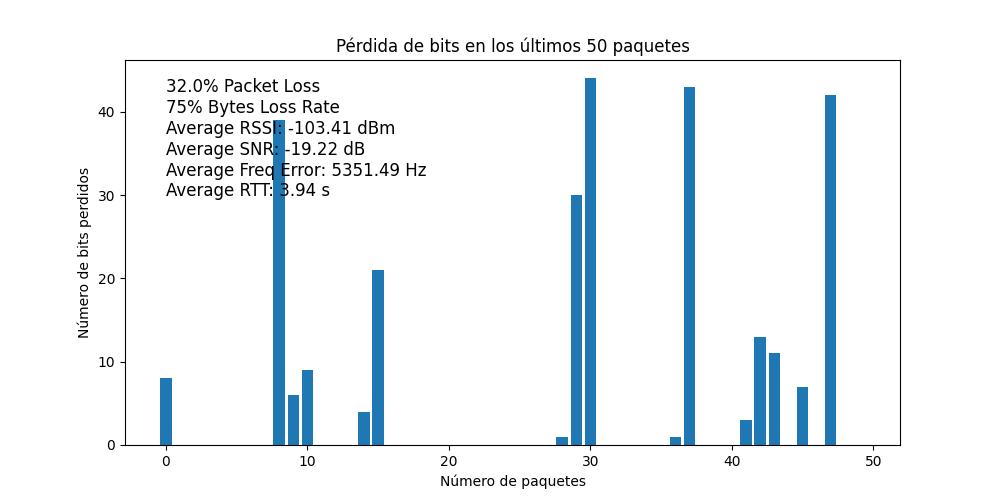 Pérdida de bits en los últimos 50 paquetes
32.0% Packet Loss
75% Bytes Loss Rate
Average RSSI: -103.41 dBm
Average SNR: -19.22 dB
Average Freq Error: 5351.49 Hz
Average RTT: 3.94 s
Número de bits perdidos
40
30
20
10
0
0 10 20 30 40 50
Número de paquetes